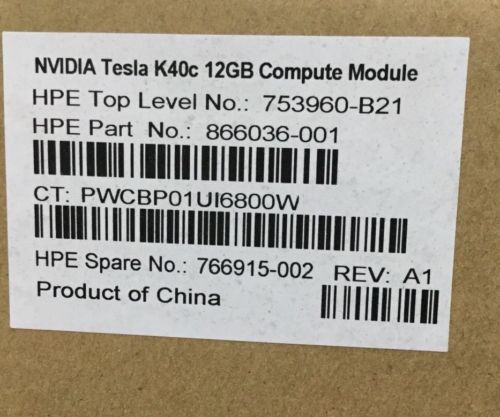 NVIDIA Tesla K40c 12GB Compute Module
HPE Top Level No.: 753960-B21
HPE Part No.: 866036-001
CT: PWCBP01UI6800W
HPE Spare No.: 766915-002 REV: A1
Product of China